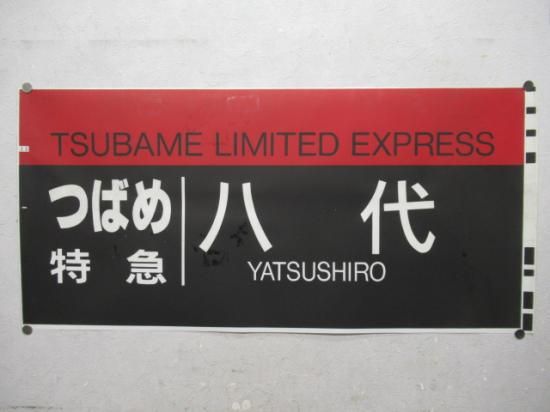 TSUBAME LIMITED EXPRESS
つばめ
特急
八代
YATSUSHIRO